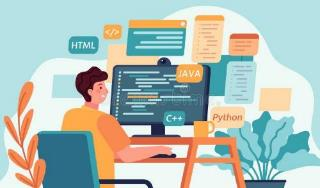 </>
HTML
JAVA
C++
Python